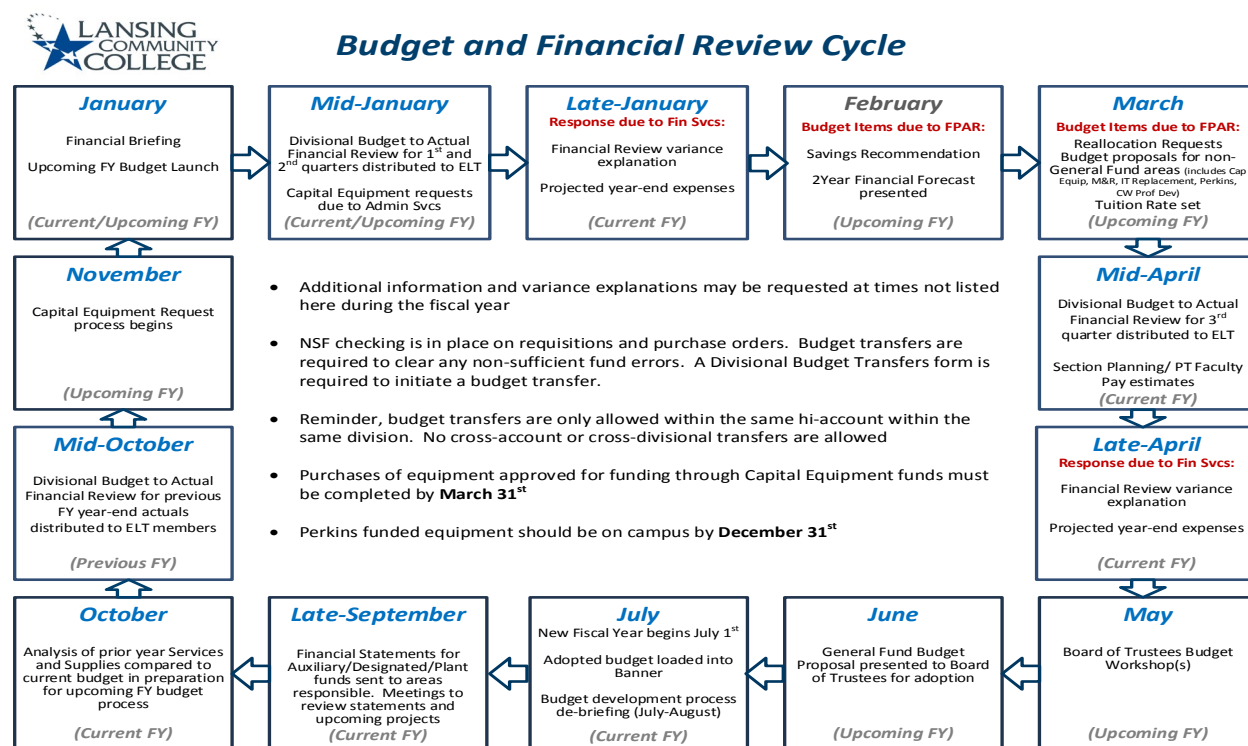 LANSING
COMMUNITY
COLLEGE
Budget and Financial Review Cycle
January
Financial Briefing
Upcoming FY Budget Launch
(Current/Upcoming FY)
Mid-January
Divisional Budget to Actual
Financial Review for 1st and
2nd quarters distributed to ELT
Capital Equipment requests
due to Admin Svcs
(Current/Upcoming FY)
Late-January
Response due to Fin Svcs:
Financial Review variance
explanation
Projected year-end expenses
(Current FY)
February
Budget Items due to FPAR:
Savings Recommendation
2Year Financial Forecast
presented
(Upcoming FY)
March
Budget Items due to FPAR:
Reallocation Requests
Budget proposals for non-
General Fund areas (includes Cap
Equip, M&R, IT Replacement, Perkins,
CW Prof Dev)
Tuition Rate set
(Upcoming FY)
Mid-April
Divisional Budget to Actual
Financial Review for 3rd
quarter distributed to ELT
Section Planning/ PT Faculty
Pay estimates
(Current FY)
Late-April
Response due to Fin Svcs:
Financial Review variance
explanation
Projected year-end expenses
(Current FY)
May
Board of Trustees Budget
Workshop(s)
(Upcoming FY)
June
General Fund Budget
Proposal presented to Board
of Trustees for adoption
(Upcoming FY)
July
New Fiscal Year begins July 1st
Adopted budget loaded into
Banner
Budget development process
de-briefing (July-August)
(Current FY)
Late-September
Financial Statements for
Auxiliary/Designated/Plant
funds sent to areas
responsible. Meetings to
review statements and
upcoming projects
(Current FY)
October
Analysis of prior year Services
and Supplies compared to
current budget in preparation
for upcoming FY budget
process
(Current FY)
Mid-October
Divisional Budget to Actual
Financial Review for previous
FY year-end actuals
distributed to ELT members
(Previous FY)
November
Capital Equipment Request
process begins
(Upcoming FY)
• Additional information and variance explanations may be requested at times not listed
here during the fiscal year
• NSF checking is in place on requisitions and purchase orders. Budget transfers are
required to clear any non-sufficient fund errors. A Divisional Budget Transfers form is
required to initiate a budget transfer.
• Reminder, budget transfers are only allowed within the same hi-account within the
same division. No cross-account or cross-divisional transfers are allowed
• Purchases of equipment approved for funding through Capital Equipment funds must
be completed by March 31st
• Perkins funded equipment should be on campus by December 31st